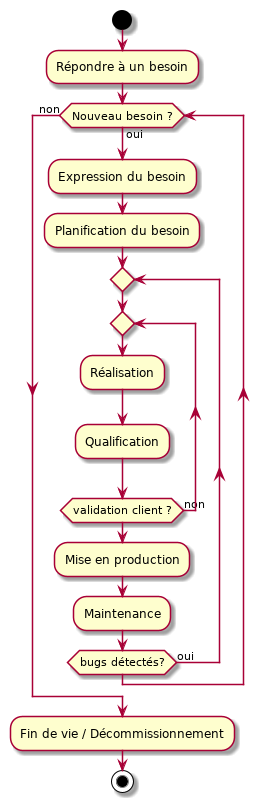 Répondre à un besoin
non
Nouveau besoin ?
oui
Expression du besoin
Planification du besoin
Réalisation
Qualification
validation client ?
non
Mise en production
Maintenance
bugs détectés?
oui
Fin de vie / Décommissionnement